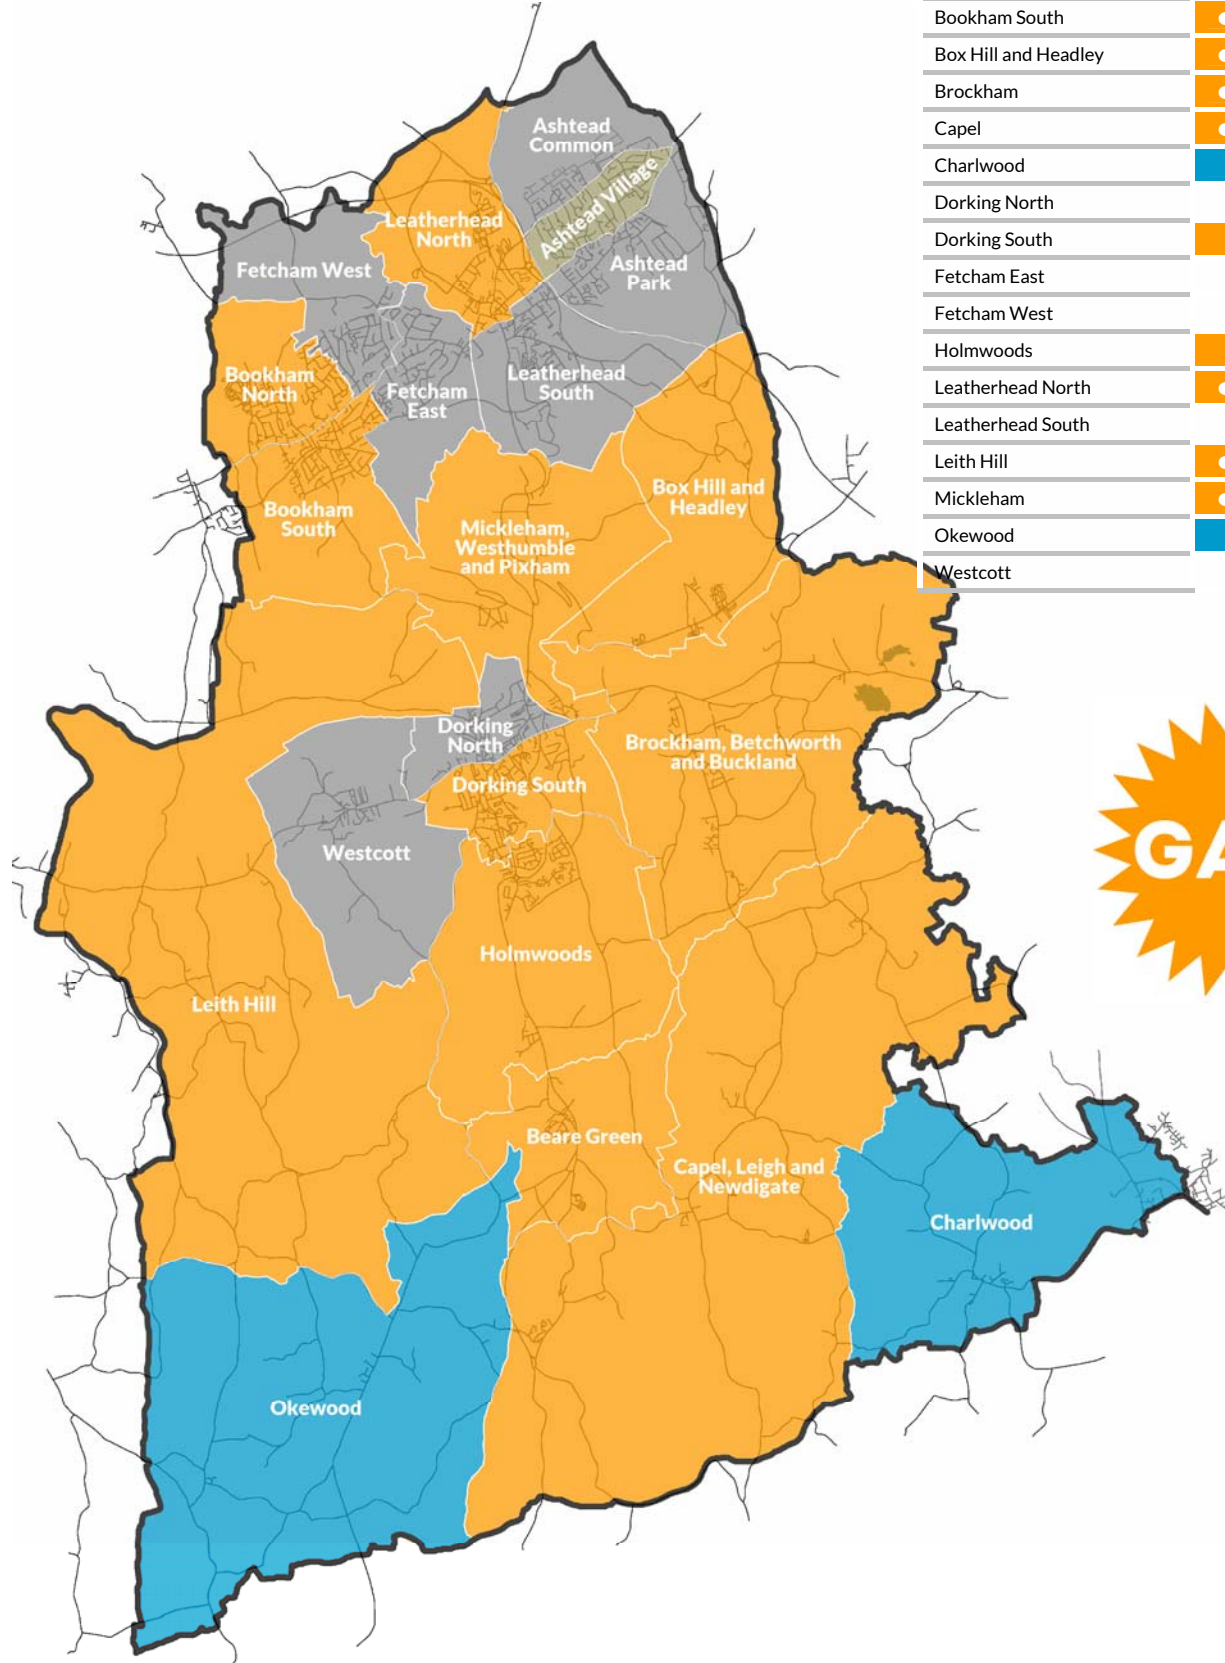 Bookham South
Box Hill and Headley
Brockham
Capel
Charlwood
Dorking North
Dorking South
Fetcham East
Fetcham West
Holmwoods
Leatherhead North
Leatherhead South
Leith Hill
Mickleham
Okewood
Westcott
Ashtead
Common
Ashtead Village
Leatherhead
North
Ashtead
Park
Fetcham West
Bookham
North
Fetcham
East
Leatherhead
South
Bookham
South
Mickleham,
Westhumble
and Pixham
Box Hill and
Headley
Dorking
North
Brockham, Betchworth
and Buckland
Dorking South
Westcott
GA
Holmwoods
Leith Hill
Beare Green
Capel, Leigh and
Newdigate
Charlwood
Okewood